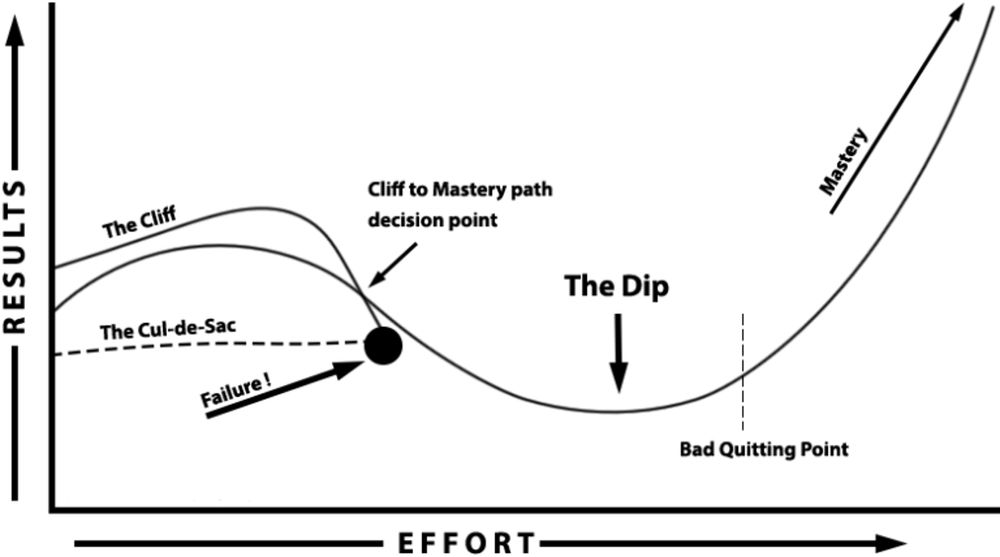 RESULTS
The Cliff
Cliff to Mastery path
decision point
The Cul-de-Sac
Failure !
The Dip
Mastery
Bad Quitting Point
EFFORT